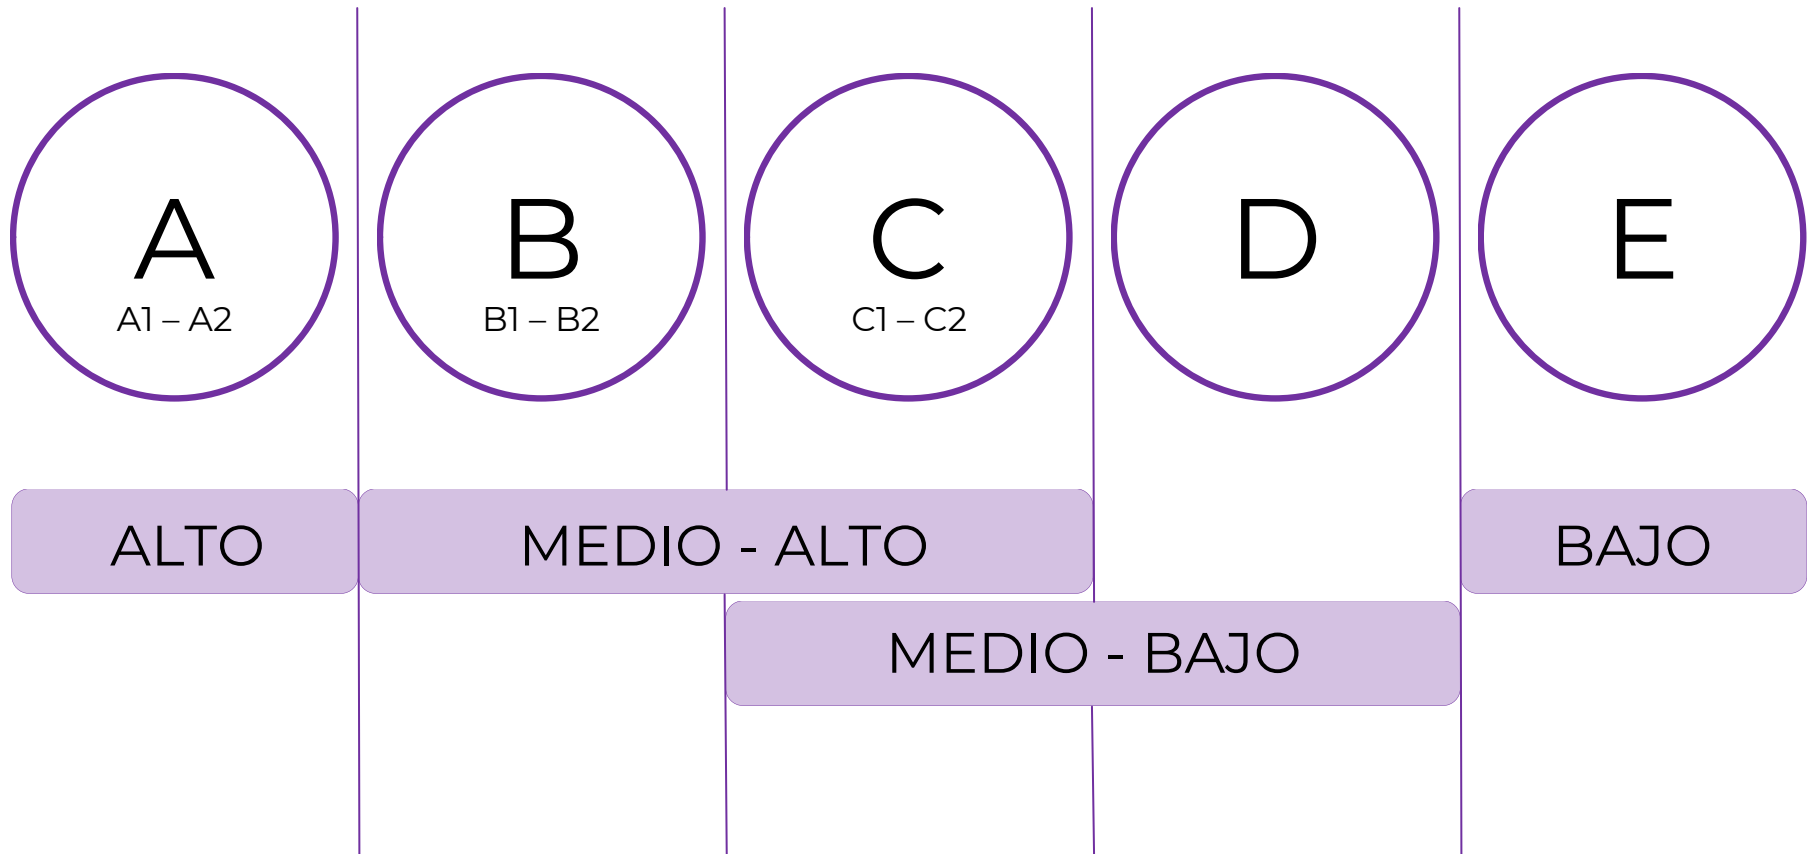 A
A1 – A2
B
B1 – B2
C
C1 – C2
D
E
ALTO
MEDIO - ALTO
BAJO
MEDIO - BAJO